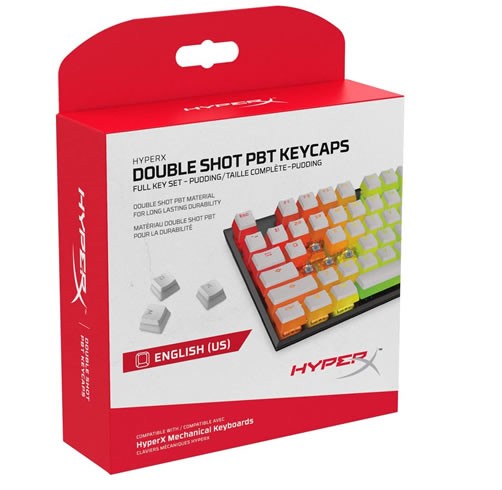 HYPERX
HYPERX
DOUBLE SHOT PBT KEYCAPS
FULL KEY SET – PUDDING/TAILLE COMPLÈTE–PUDDING
DOUBLE SHOT PBT MATERIAL
FOR LONG LASTING DURABILITY
MATÉRIAU DOUBLE SHOT PBT
POUR LA DURABILITÉ
ENGLISH (US)
HYPERX
COMPATIBLE WITH / COMPATIBLE AVEC
HyperX Mechanical Keyboards
CLAVIERS MÉCANIQUES HYPERX
HYPERX
DOUBLE SHOT
PBT KEYCAPS